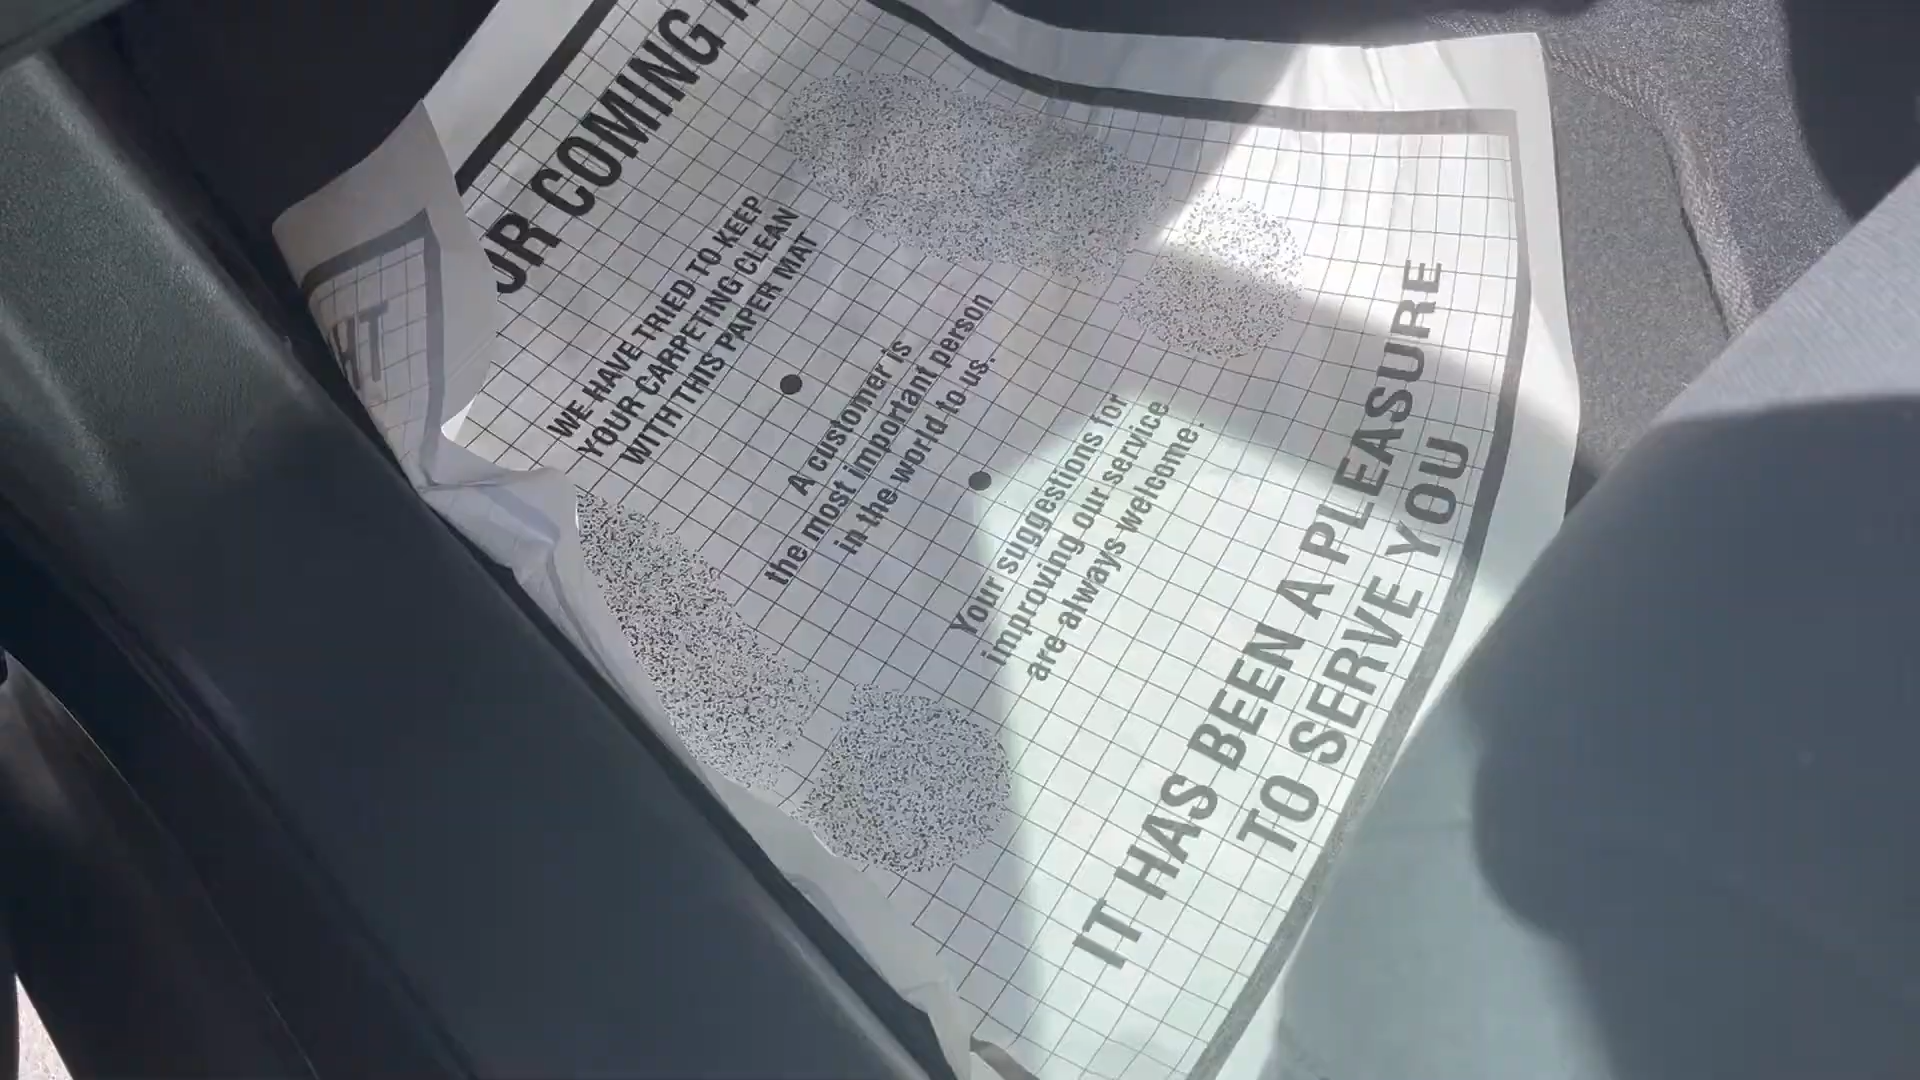 COMING
WE HAVE TRIED TO KEEP
YOUR CARPETING CLEAN
WITH THIS PAPER MAT
A customer is
the most important person
in the world to us.
Your suggestions for
improving our service
are always welcome.
IT HAS BEEN A PLEASURE
TO SERVE YOU